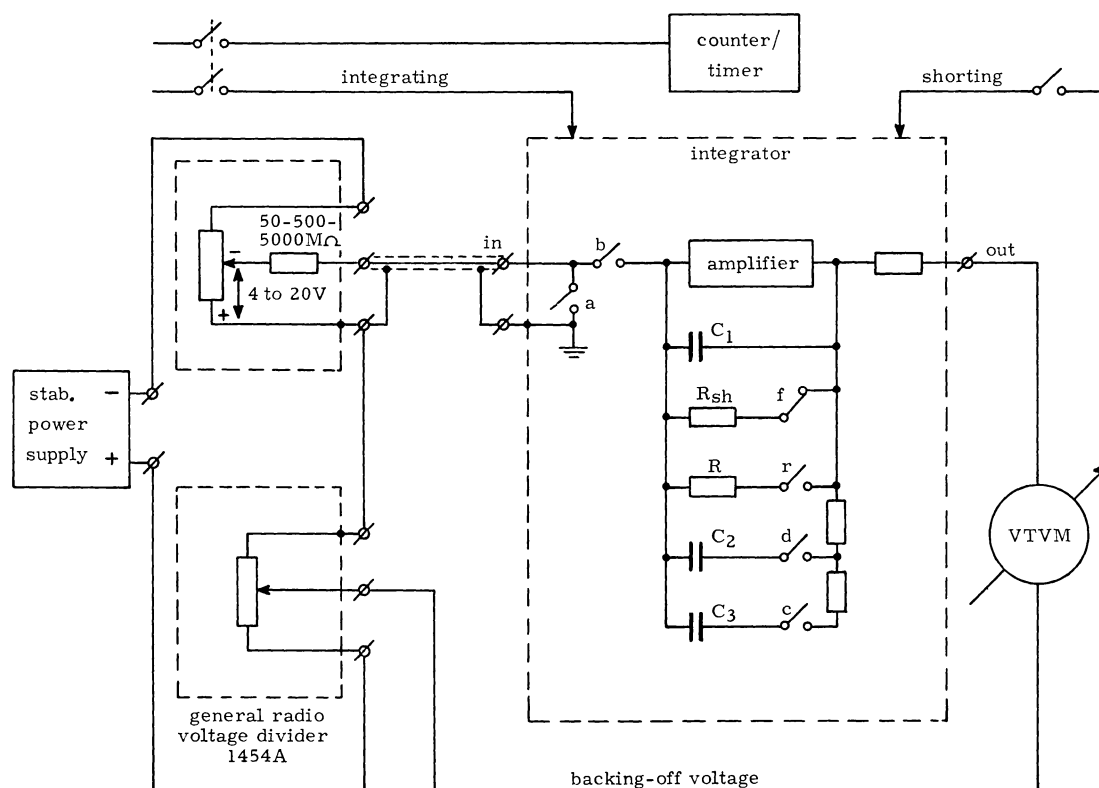 counter/
timer
integrating
shorting
integrator
50-500-
5000MΩ
−
4 to 20V
+
in
b
a
amplifier
out
C1
Rsh
f
R
r
C2
d
C3
c
stab. −
power
supply +
VTVM
general radio
voltage divider
1454A
backing-off voltage